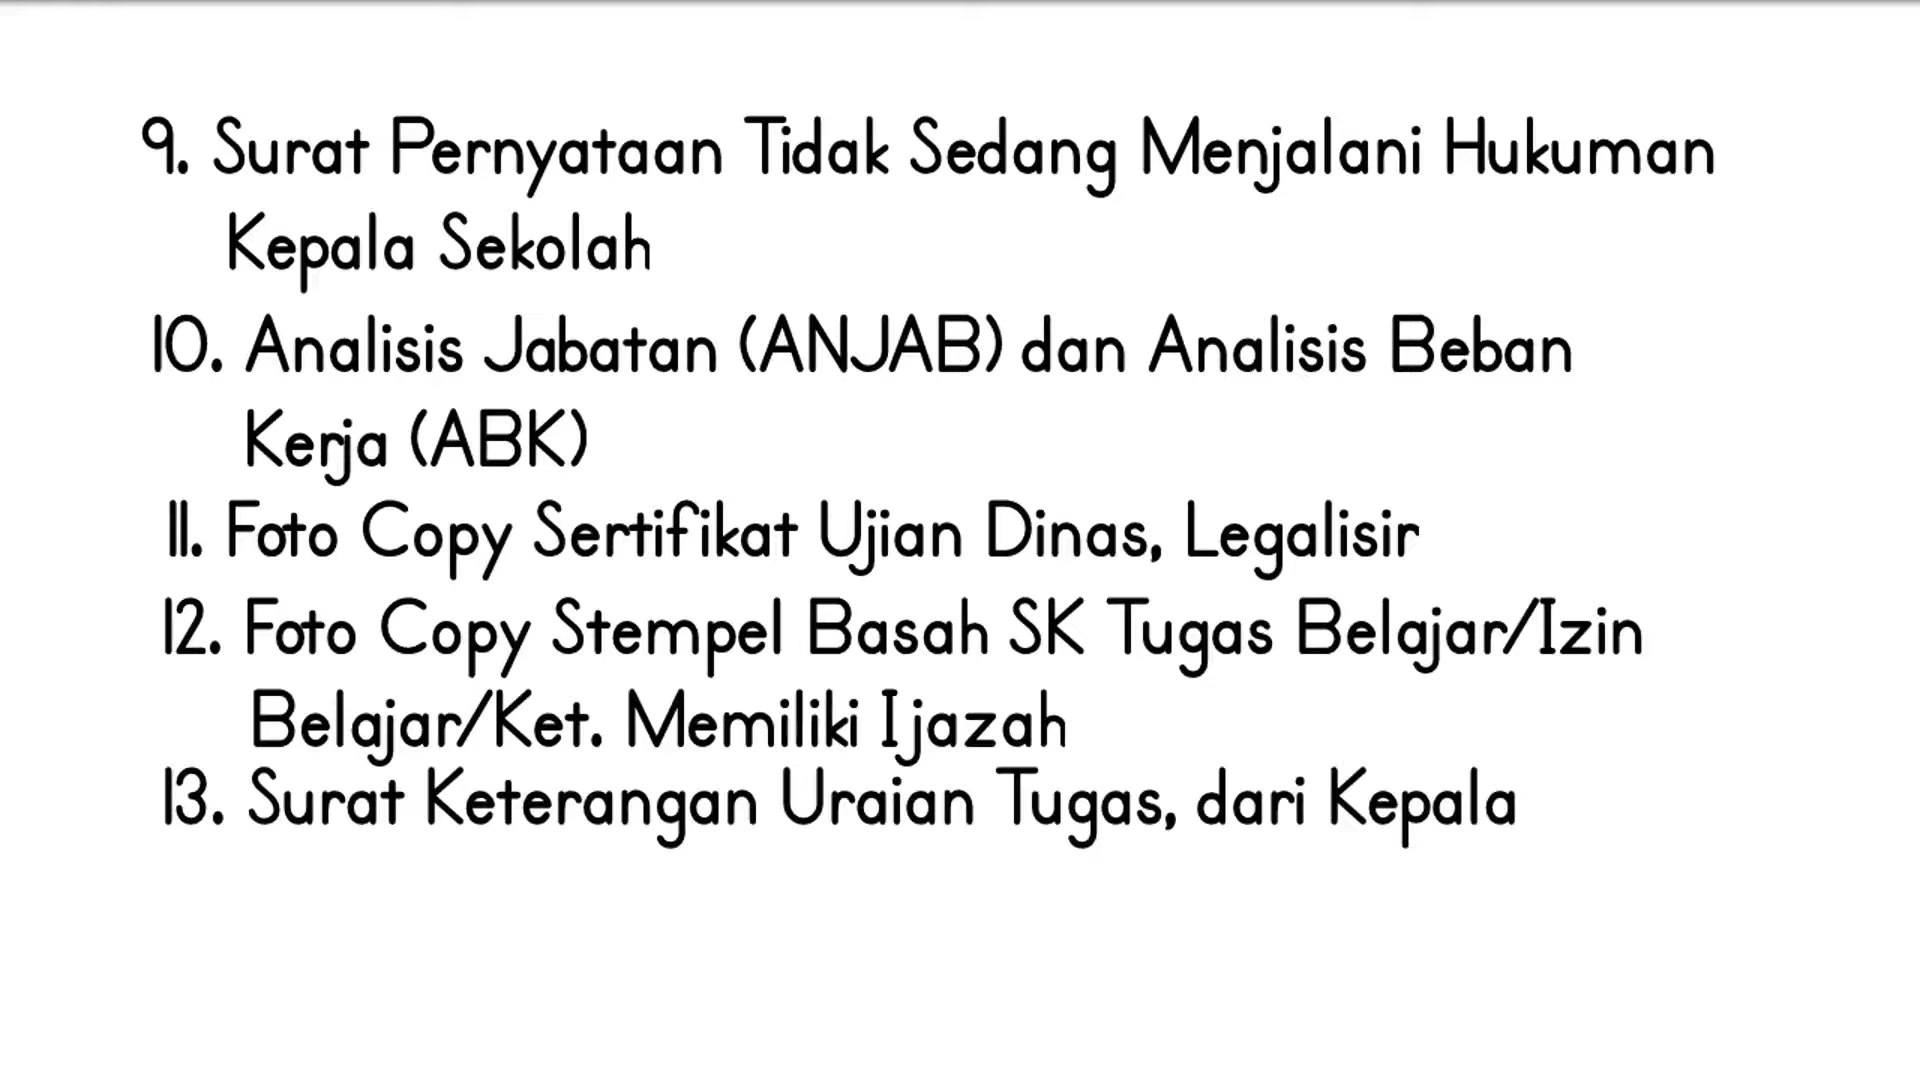 9. Surat Pernyataan Tidak Sedang Menjalani Hukuman
Kepala Sekolah
10. Analisis Jabatan (ANJAB) dan Analisis Beban
Kerja (ABK)
11. Foto Copy Sertifikat Ujian Dinas, Legalisir
12. Foto Copy Stempel Basah SK Tugas Belajar/Izin
Belajar/Ket. Memiliki Ijazah
13. Surat Keterangan Uraian Tugas, dari Kepala